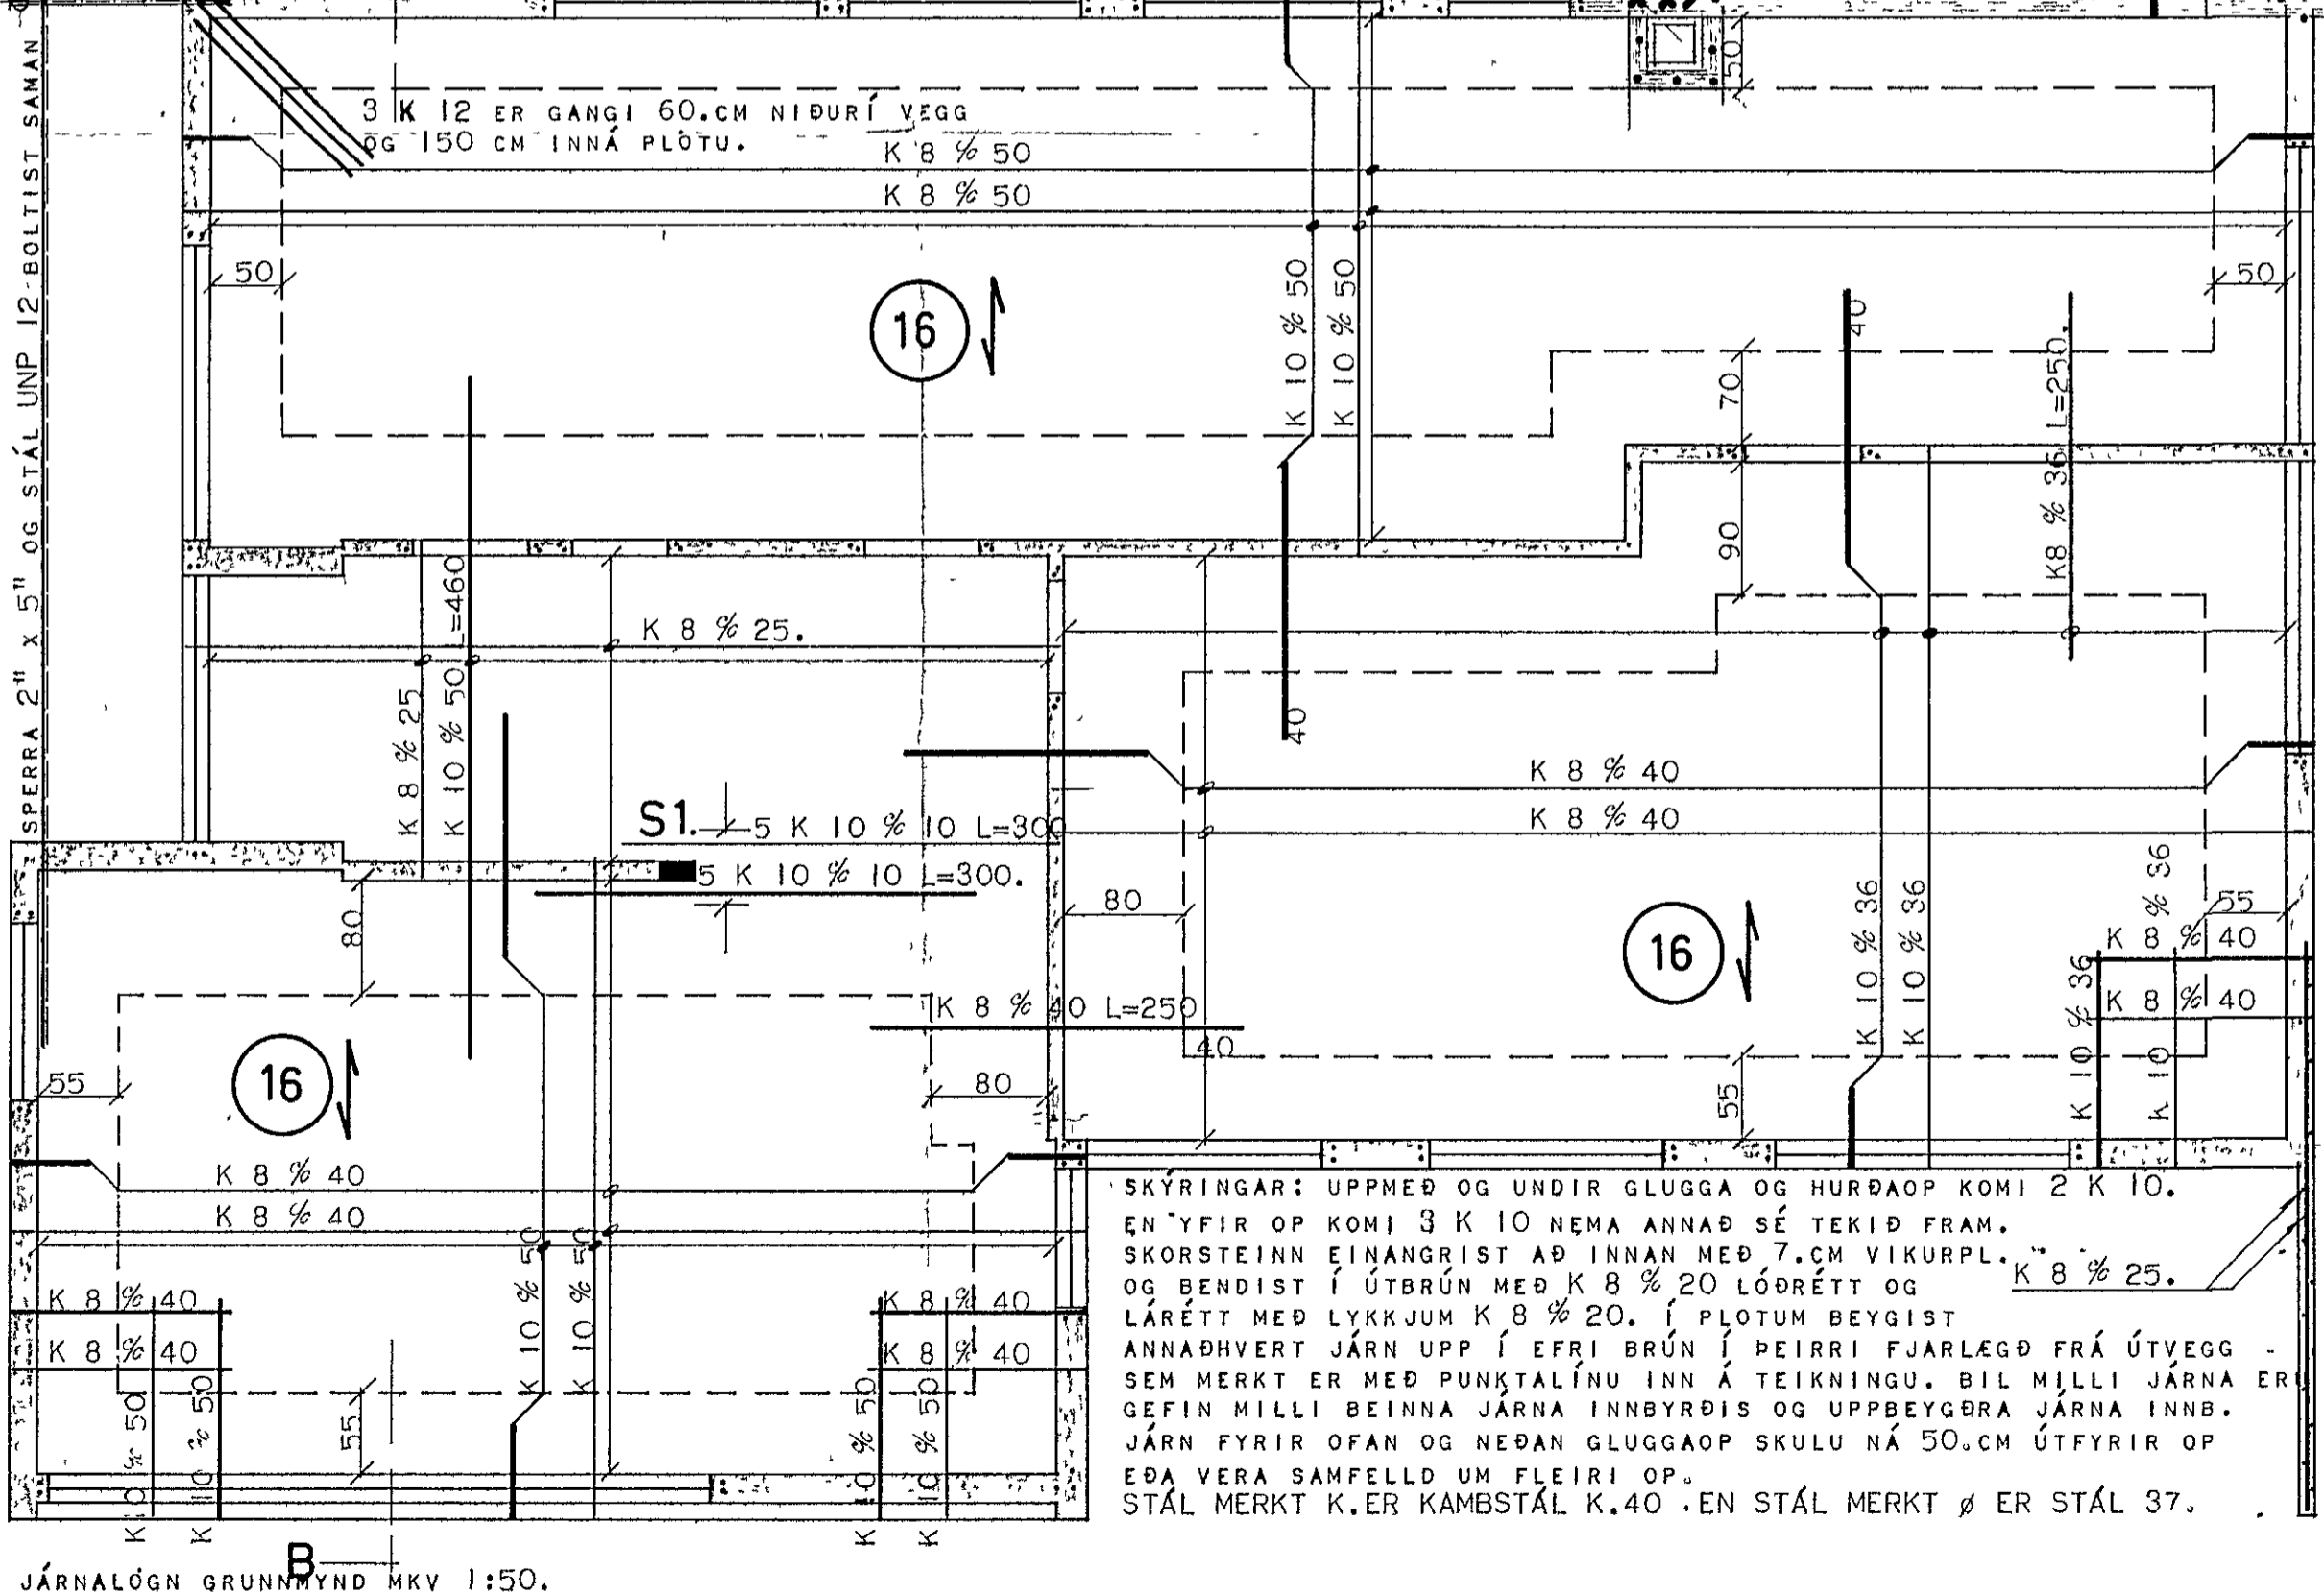 SPERRA 2" x 5" OG STÁL UNP 12-BOLTIST SAMAN
3 K 12 ER GANGI 60.CM NIÐURÍ VEGG
OG 150 CM INNÁ PLÖTU.
50
K 8 % 50
K 8 % 50
50
50
16
K 10 % 50
K 10 % 50
40
70
K8 % 36 L=250.
90
K 8 % 25.
K 8 % 25
K 10 % 50 L=460
40
K 8 % 40
K 8 % 40
S1.
5 K 10 % 10 L=300
5 K 10 % 10 L=300.
80
80
55
16
K 10 % 36
K 10 % 36
K 8 % 40
K 8 % 40
K 10 % 36
K 10 % 36
K 8 % 40 L=250
40
55
16
55
80
K 8 % 40
K 8 % 40
K 10 % 50
K 10 % 50
K 8 % 40
K 8 % 40
K 8 % 40
K 8 % 40
K 10 % 50
K 10 % 50
55
K 10 % 50
K 10 % 50
SKÝRINGAR: UPPMEÐ OG UNDIR GLUGGA OG HURÐAOP KOMI 2 K 10.
EN YFIR OP KOMI 3 K 10 NEMA ANNAÐ SÉ TEKIÐ FRAM.
SKORSTEINN EINANGRIST AÐ INNAN MEÐ 7.CM VIKURPL.
OG BENDIST Í ÚTBRÚN MEÐ K 8 % 20 LÓÐRÉTT OG
LÁRÉTT MEÐ LYKKJUM K 8 % 20. Í PLÖTUM BEYGIST
ANNAÐHVERT JÁRN UPP Í EFRI BRÚN Í ÞEIRRI FJARLÆGÐ FRÁ ÚTVEGG -
SEM MERKT ER MEÐ PUNKTALÍNU INN Á TEIKNINGU. BIL MILLI JÁRNA ER
GEFIN MILLI BEINNA JÁRNA INNBYRÐIS OG UPPBEYGÐRA JÁRNA INNB.
JÁRN FYRIR OFAN OG NEÐAN GLUGGAOP SKULU NÁ 50.CM ÚTFYRIR OP
EÐA VERA SAMFELLD UM FLEIRI OP.
STÁL MERKT K.ER KAMBSTÁL K.40 .EN STÁL MERKT Ø ER STÁL 37.
K 8 % 25.
B
JÁRNALÖGN GRUNNMYND MKV 1:50.